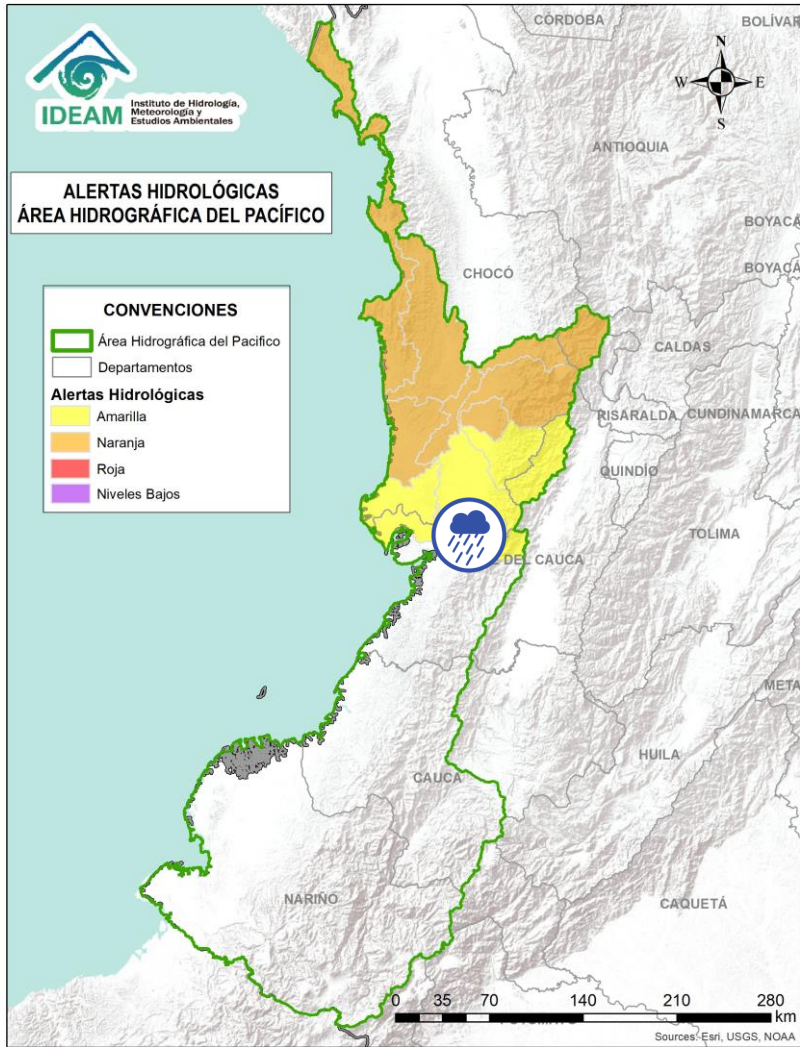 CÓRDOBA
BOLÍVAR
N
W
E
S
IDEAM
Instituto de Hidrología,
Meteorología y
Estudios Ambientales
ANTIOQUIA
ALERTAS HIDROLÓGICAS
ÁREA HIDROGRÁFICA DEL PACÍFICO
BOYACÁ
BOYACÁ
CHOCÓ
CONVENCIONES
Área Hidrográfica del Pacifico
Departamentos
Alertas Hidrológicas
Amarilla
Naranja
Roja
Niveles Bajos
CALDAS
RISARALDA
CUNDINAMARCA
QUINDÍO
TOLIMA
DEL CAUCA
META
HUILA
CAUCA
NARIÑO
CAQUETÁ
0 35 70 140 210 280
km
Sources: Esri, USGS, NOAA